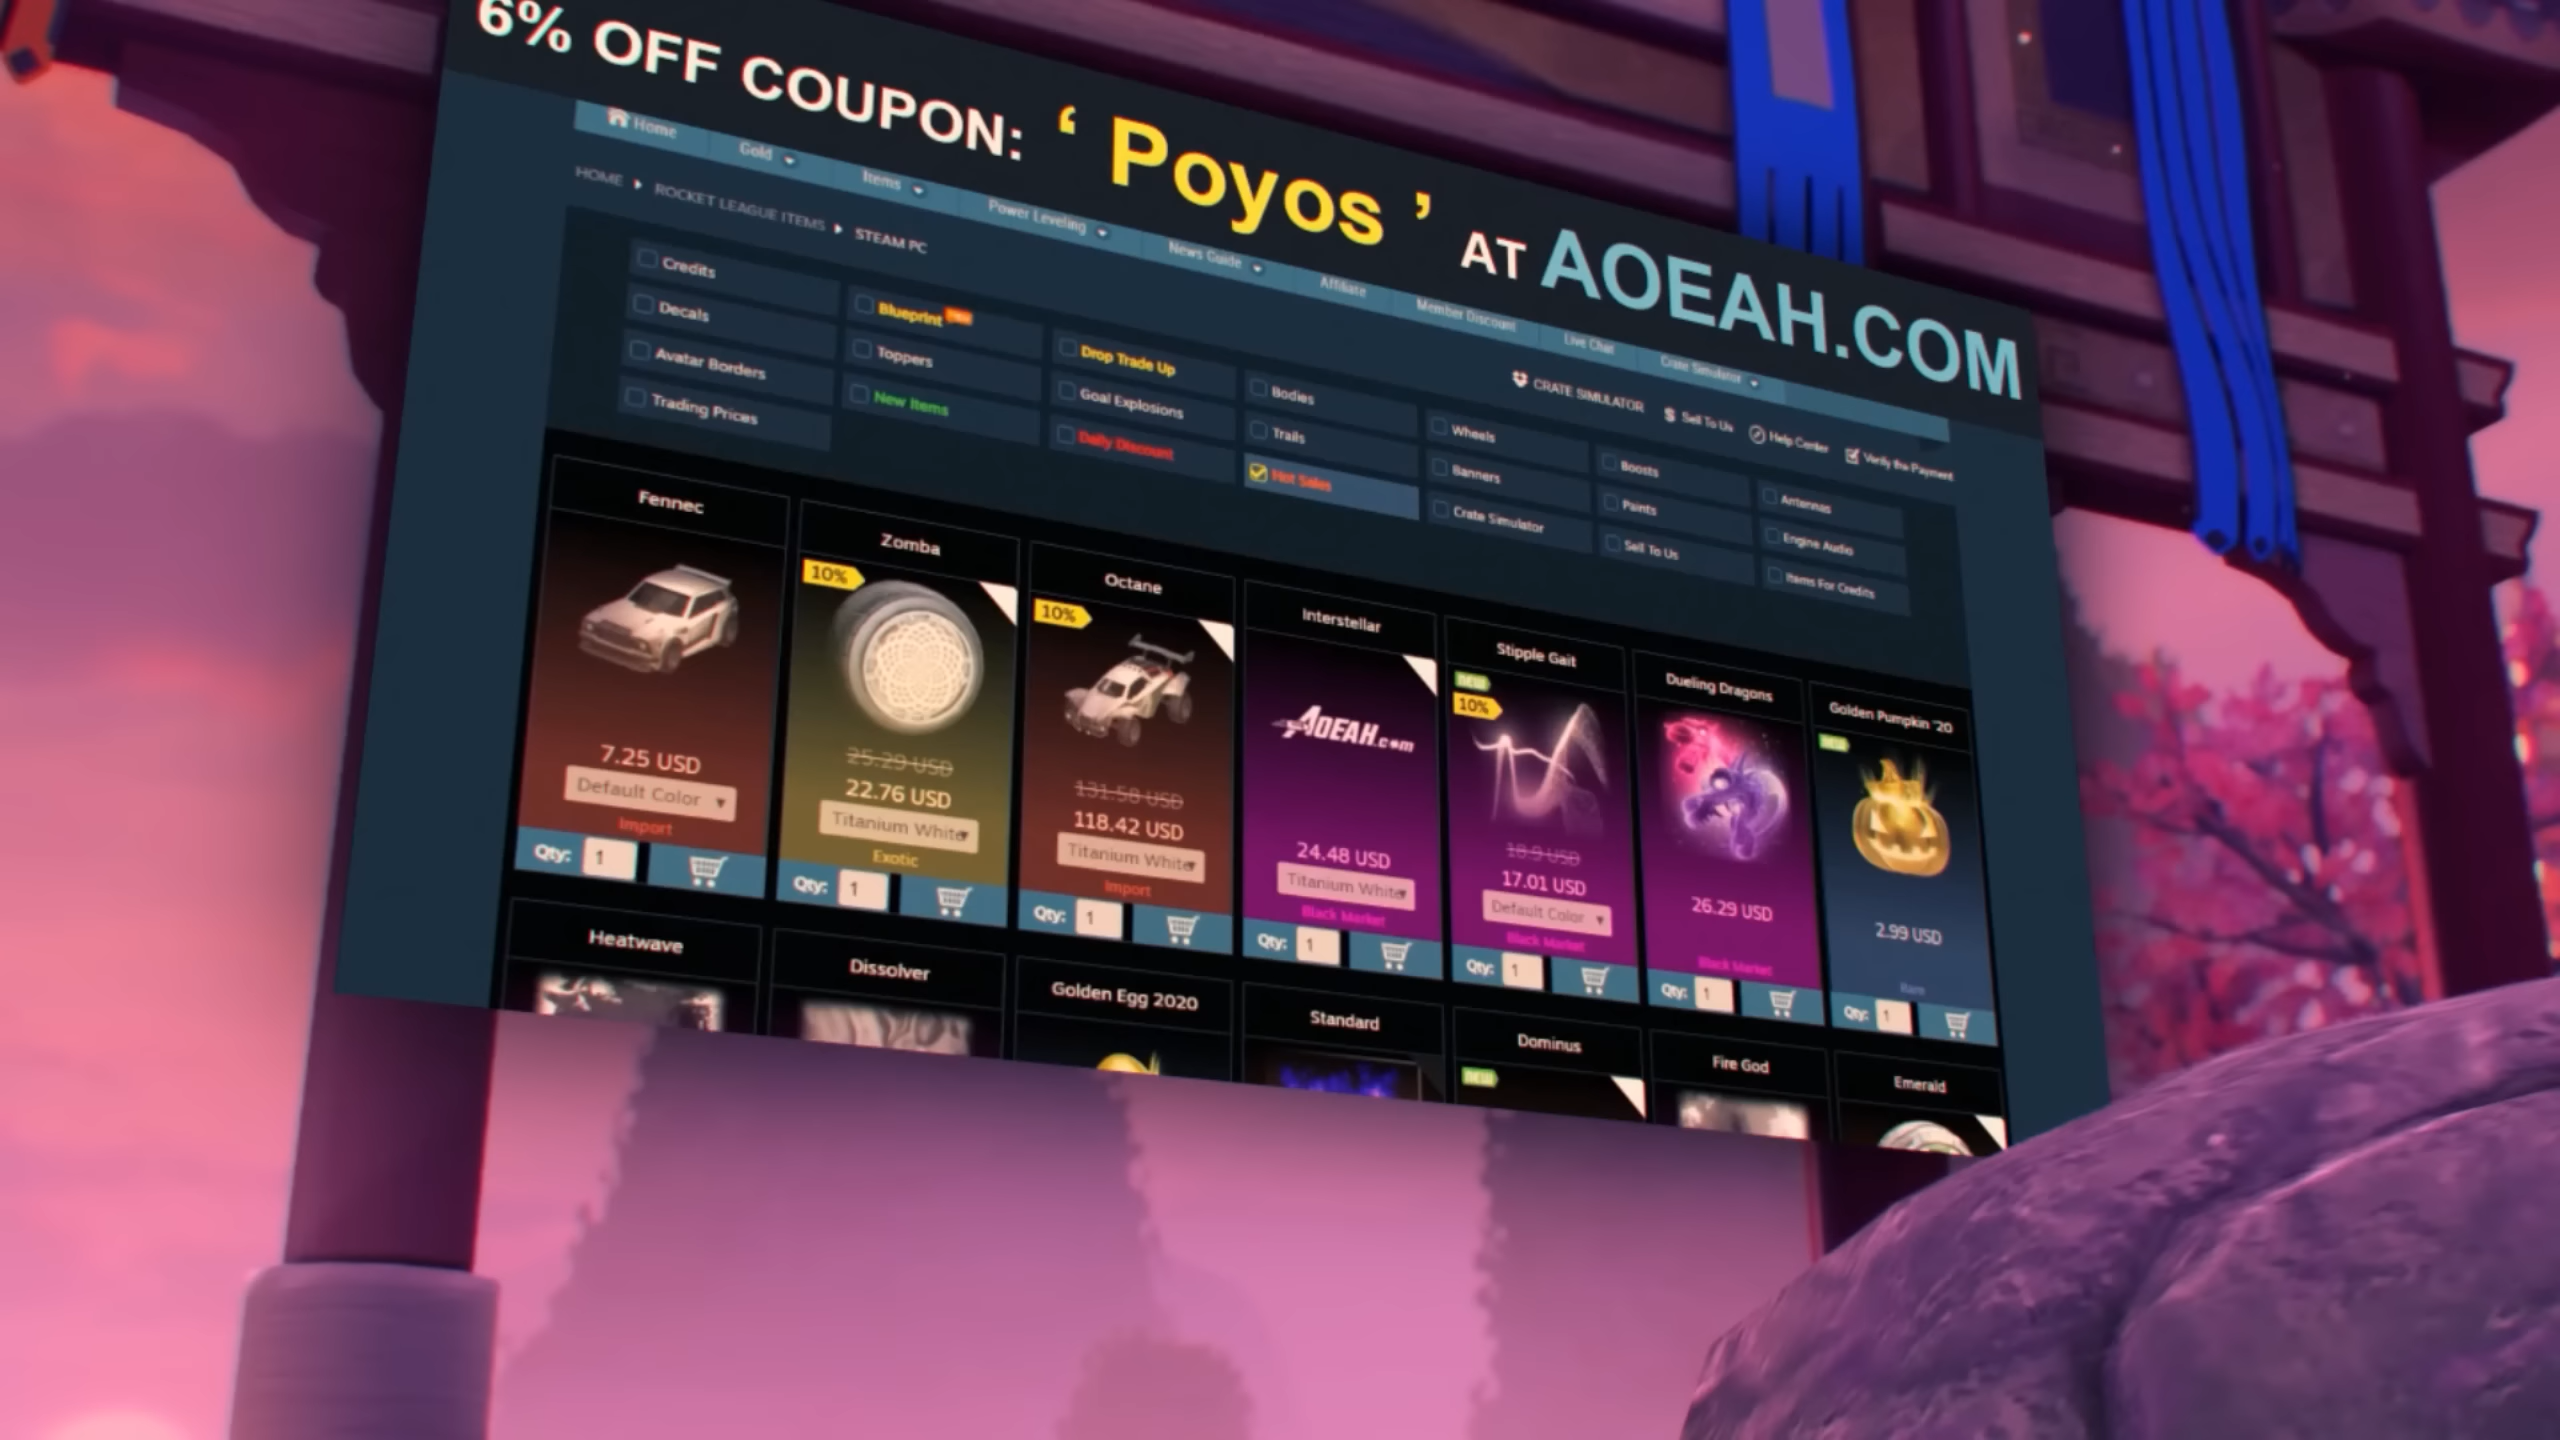 6% OFF COUPON: ‘ Poyos ’ AT AOEAH.COM
Home Gold Items Power Leveling News Guide Affiliate Member Discount Live Chat Crate Simulator
HOME ROCKET LEAGUE ITEMS STEAM PC
CRATE SIMULATOR $ Sell To Us Help Center Verify the Payment
Credits Blueprint Drop Trade Up Bodies Wheels Boosts Antennas
Decals Toppers Goal Explosions Trails Banners Paints Engine Audio
Avatar Borders New Items Daily Discount Hot Sales Crate Simulator Sell To Us Items For Credits
Trading Prices
Fennec Zomba Octane Interstellar Stipple Gait Dueling Dragons Golden Pumpkin '20
10% 10% NEW NEW
10%
AOEAH.com
25.29 USD 131.58 USD 18.9 USD
7.25 USD 22.76 USD 118.42 USD 24.48 USD 17.01 USD 26.29 USD 2.99 USD
Default Color Titanium White Titanium White Titanium White Default Color
Import Exotic Import Black Market Black Market Black Market Rare
Qty: 1 Qty: 1 Qty: 1 Qty: 1 Qty: 1 Qty: 1 Qty: 1
Heatwave Dissolver Golden Egg 2020 Standard Dominus Fire God Emerald
NEW